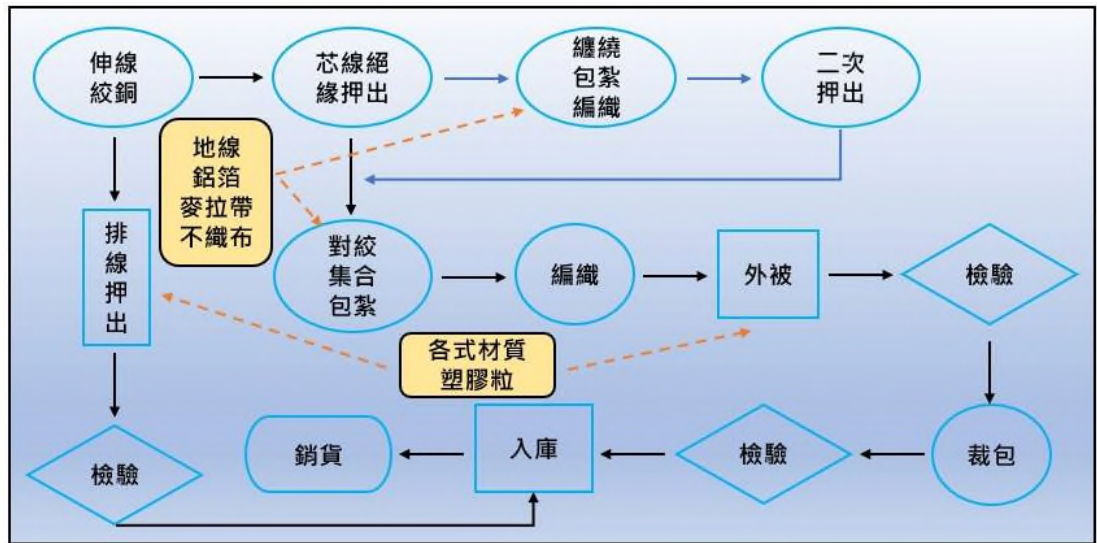 伸線
絞銅
芯線絕
緣押出
纏繞
包紮
編織
二次
押出
地線
鋁箔
麥拉帶
不織布
排
線
押
出
對絞
集合
包紮
編織
外被
檢驗
各式材質
塑膠粒
檢驗
銷貨
入庫
檢驗
裁包